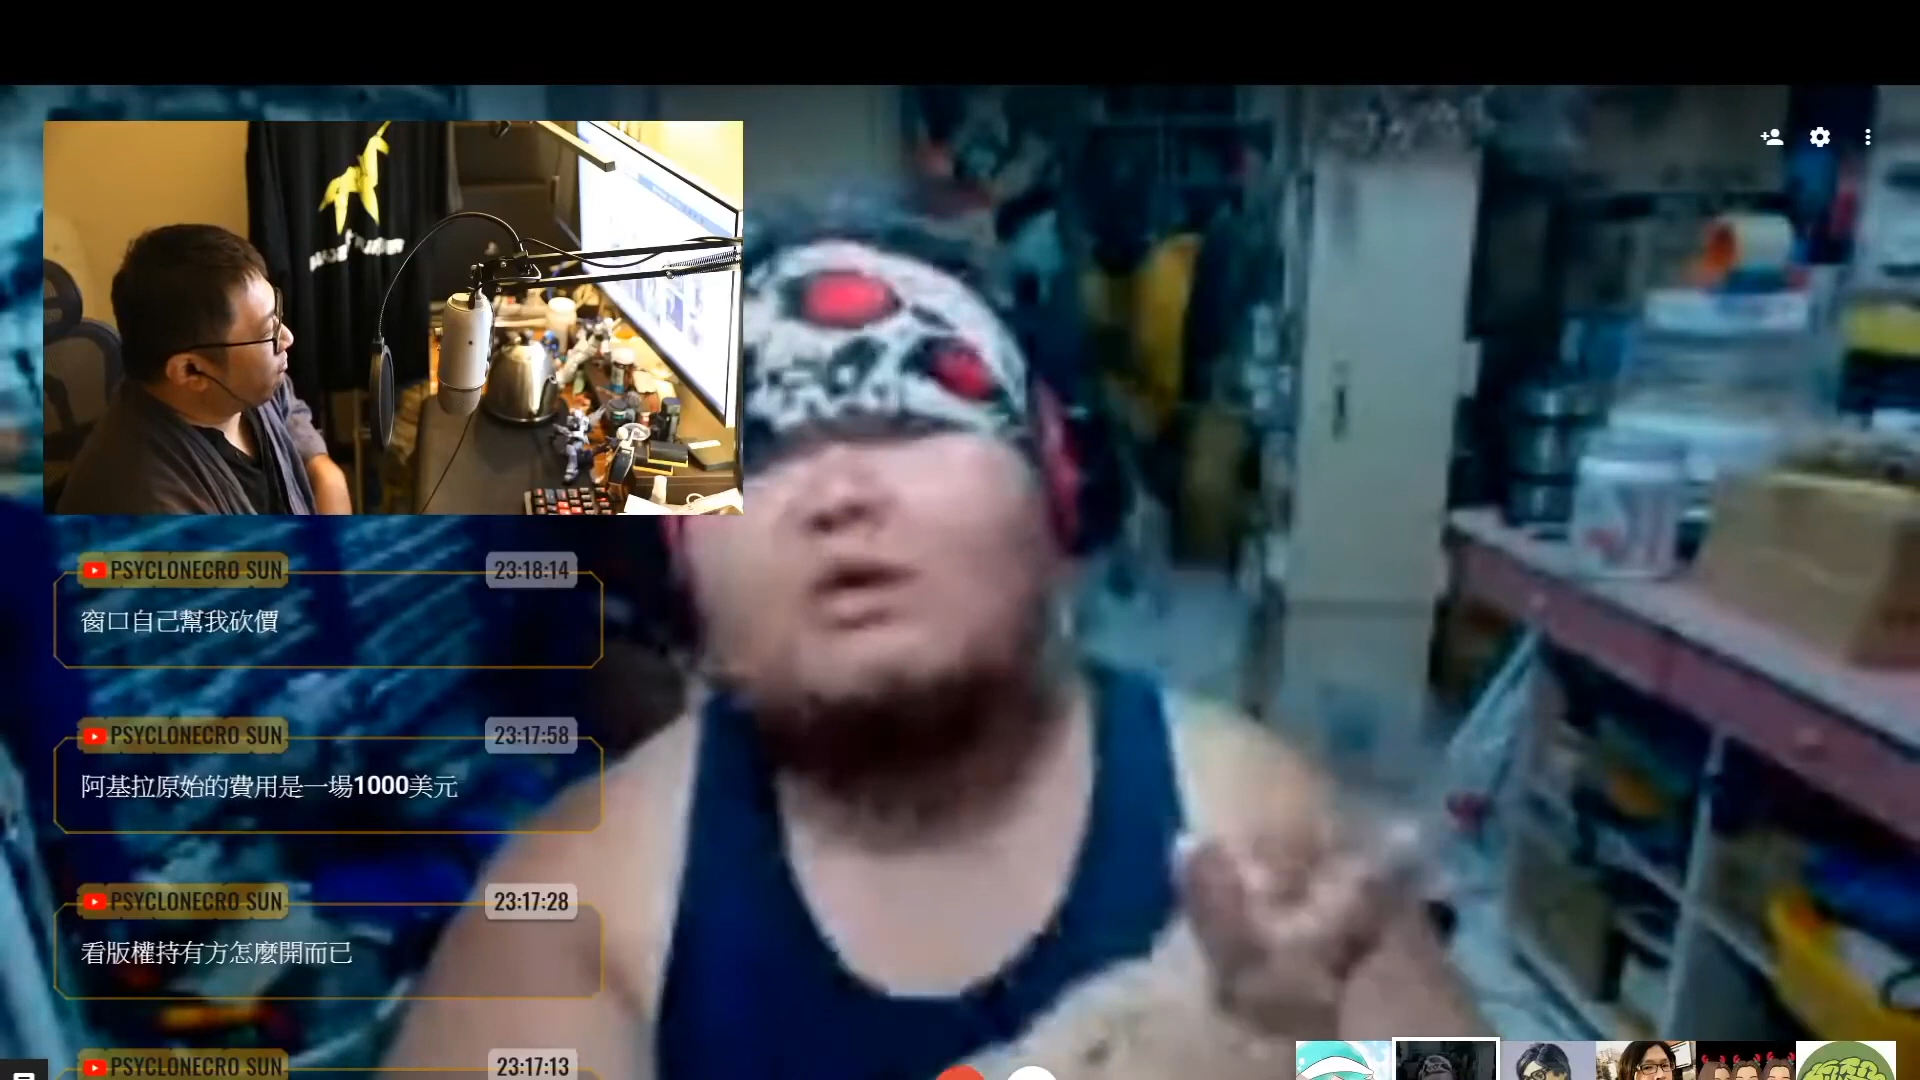 PSYCLONECRO SUN 23:18:14
窗口自己幫我砍價
PSYCLONECRO SUN 23:17:58
阿基拉原始的費用是一場1000美元
PSYCLONECRO SUN 23:17:28
看版權持有方怎麼開而已
PSYCLONECRO SUN 23:17:13